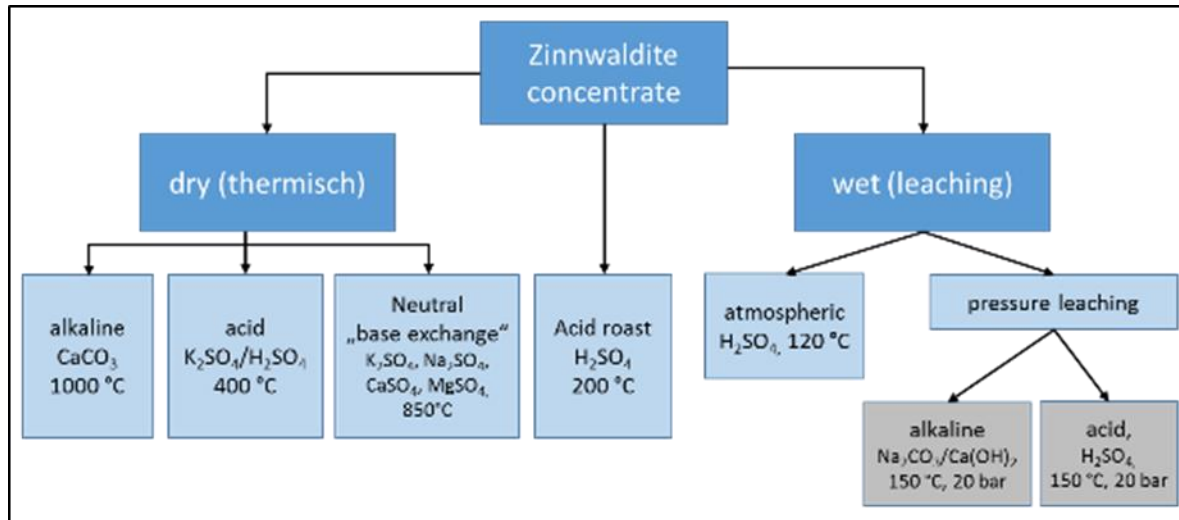 Zinnwaldite
concentrate
dry (thermisch)
wet (leaching)
alkaline
CaCO₃
1000 °C
acid
K₂SO₄/H₂SO₄
400 °C
Neutral
„base exchange“
K₂SO₄, Na₂SO₄,
CaSO₄, MgSO₄,
850°C
Acid roast
H₂SO₄
200 °C
atmospheric
H₂SO₄, 120 °C
pressure leaching
alkaline
Na₂CO₃/Ca(OH)₂
150 °C, 20 bar
acid,
H₂SO₄,
150 °C, 20 bar